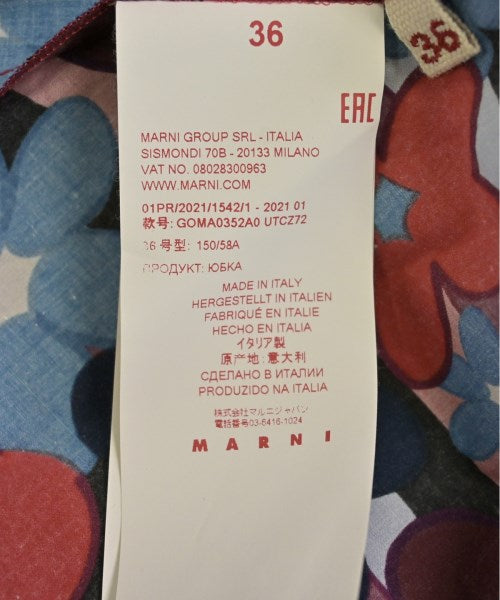 36
36
EAC
MARNI GROUP SRL - ITALIA
SISMONDI 70B - 20133 MILANO
VAT NO. 08028300963
WWW.MARNI.COM
01PR/2021/1542/1 - 2021 01
款号: GOMA0352A0 UTCZ72
36 号型: 150/58A
ПРОДУКТ: ЮБКА
MADE IN ITALY
HERGESTELLT IN ITALIEN
FABRIQUÉ EN ITALIE
HECHO EN ITALIA
イタリア製
原产地:意大利
СДЕЛАНО В ИТАЛИИ
PRODUZIDO NA ITALIA
株式会社マルニジャパン
電話番号03-6416-1024
MARNI